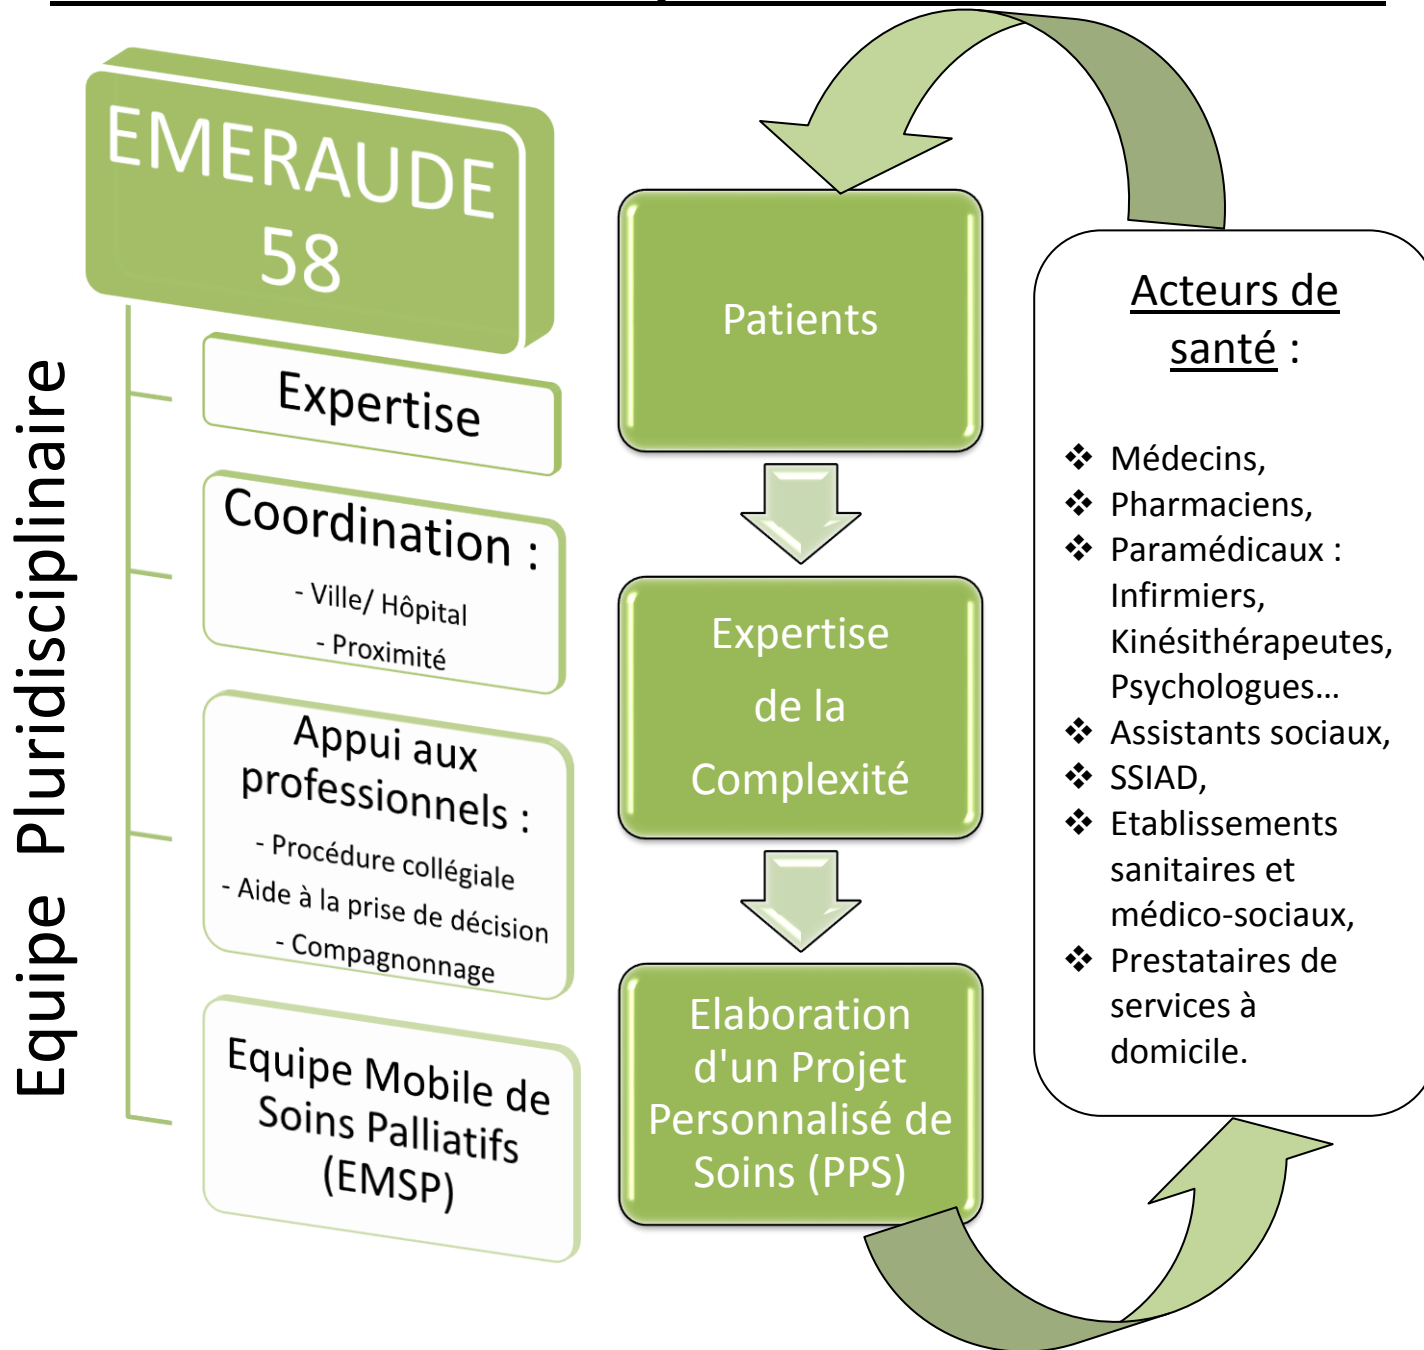 EMERAUDE
58
Equipe Pluridisciplinaire
Expertise
Coordination :
- Ville/ Hôpital
- Proximité
Appui aux
professionnels :
- Procédure collégiale
- Aide à la prise de décision
- Compagnonnage
Equipe Mobile de
Soins Palliatifs
(EMSP)
Patients
Expertise
de la
Complexité
Elaboration
d'un Projet
Personnalisé de
Soins (PPS)
Acteurs de
santé :
❖ Médecins,
❖ Pharmaciens,
❖ Paramédicaux :
Infirmiers,
Kinésithérapeutes,
Psychologues…
❖ Assistants sociaux,
❖ SSIAD,
❖ Etablissements
sanitaires et
médico-sociaux,
❖ Prestataires de
services à
domicile.